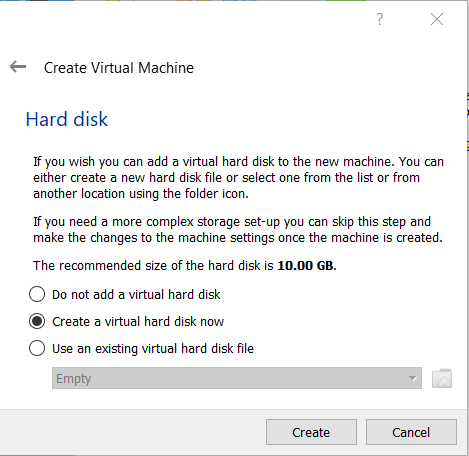 ?
Create Virtual Machine
Hard disk
If you wish you can add a virtual hard disk to the new machine. You can
either create a new hard disk file or select one from the list or from
another location using the folder icon.
If you need a more complex storage set-up you can skip this step and
make the changes to the machine settings once the machine is created.
The recommended size of the hard disk is 10.00 GB.
Do not add a virtual hard disk
Create a virtual hard disk now
Use an existing virtual hard disk file
Empty
Create Cancel